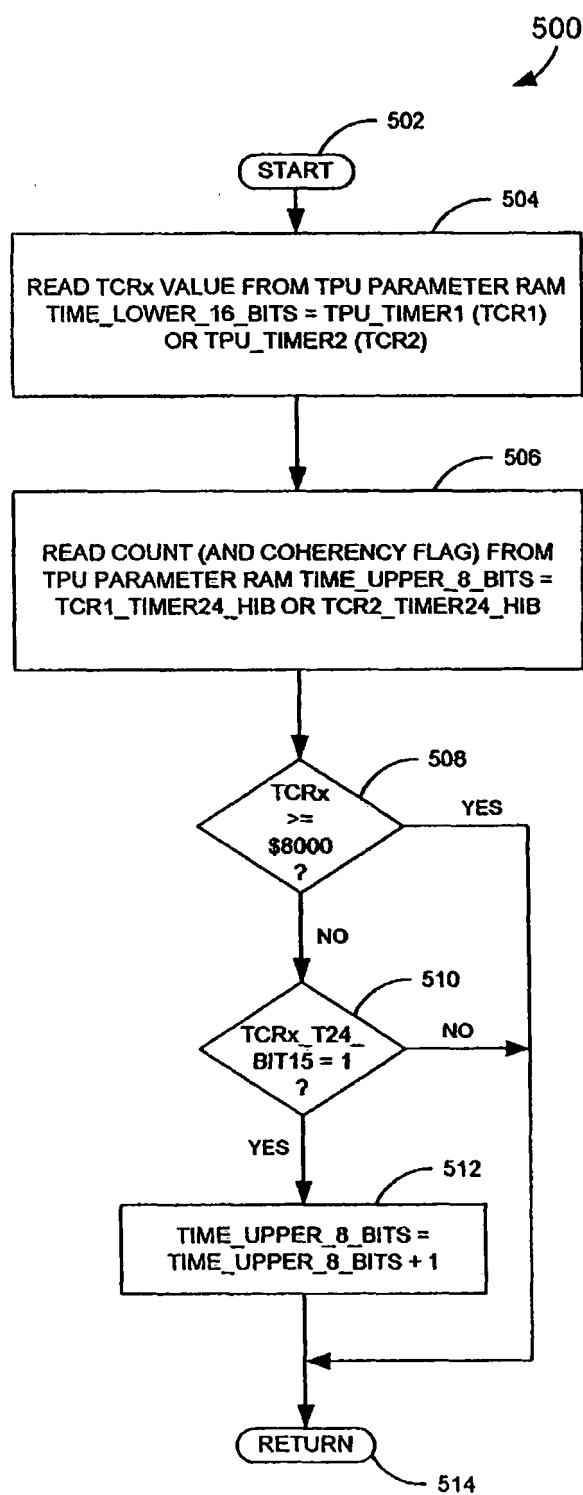 500
502
START
504
READ TCRx VALUE FROM TPU PARAMETER RAM
TIME_LOWER_16_BITS = TPU_TIMER1 (TCR1)
OR TPU_TIMER2 (TCR2)
506
READ COUNT (AND COHERENCY FLAG) FROM
TPU PARAMETER RAM TIME_UPPER_8_BITS =
TCR1_TIMER24_HIB OR TCR2_TIMER24_HIB
508
TCRx
>=
$8000
?
YES
NO
510
TCRx_T24_
BIT15 = 1
?
NO
YES
512
TIME_UPPER_8_BITS =
TIME_UPPER_8_BITS + 1
RETURN
514